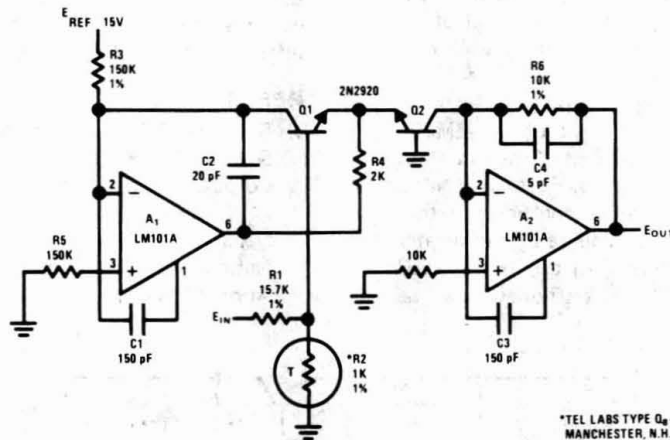 E
REF 15V
R3
150K
1%
Q1
2N2920
Q2
R6
10K
1%
C2
20 pF
R4
2K
C4
5 pF
2
−
A1
LM101A
6
2
−
A2
LM101A
6
EOUT
R5
150K
3
+
1
R1
15.7K
1%
10K
3
+
1
EIN
C1
150 pF
T
*R2
1K
1%
C3
150 pF
*TEL LABS TYPE Q
MANCHESTER, N.H.